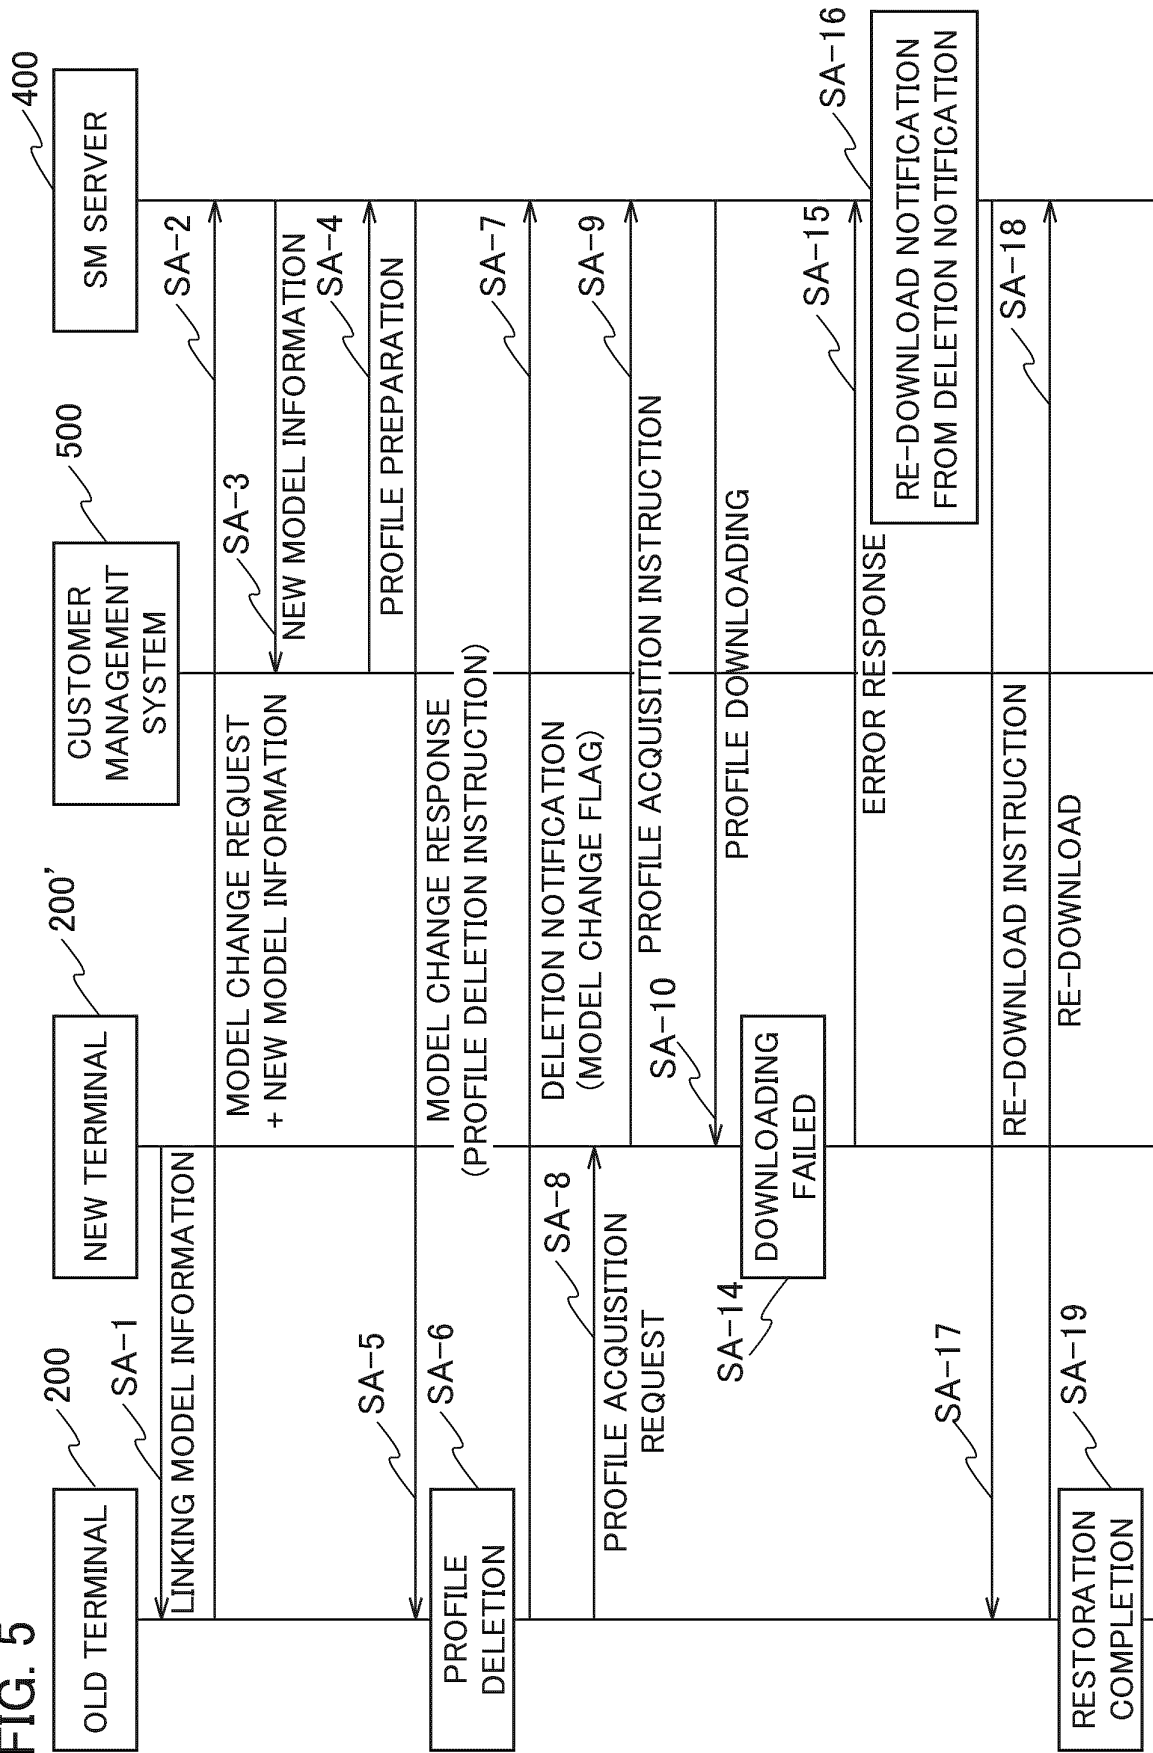 FIG. 5
200
OLD TERMINAL
200'
NEW TERMINAL
500
CUSTOMER
MANAGEMENT
SYSTEM
400
SM SERVER
SA-1
LINKING MODEL INFORMATION
SA-2
MODEL CHANGE REQUEST
+ NEW MODEL INFORMATION
SA-3
NEW MODEL INFORMATION
SA-4
PROFILE PREPARATION
SA-5
MODEL CHANGE RESPONSE
(PROFILE DELETION INSTRUCTION)
SA-6
PROFILE
DELETION
SA-7
DELETION NOTIFICATION
(MODEL CHANGE FLAG)
SA-8
PROFILE ACQUISITION
REQUEST
SA-9
PROFILE ACQUISITION INSTRUCTION
SA-10
PROFILE DOWNLOADING
SA-14
DOWNLOADING
FAILED
SA-15
ERROR RESPONSE
SA-16
RE-DOWNLOAD NOTIFICATION
FROM DELETION NOTIFICATION
SA-17
RE-DOWNLOAD INSTRUCTION
SA-18
RE-DOWNLOAD
SA-19
RESTORATION
COMPLETION